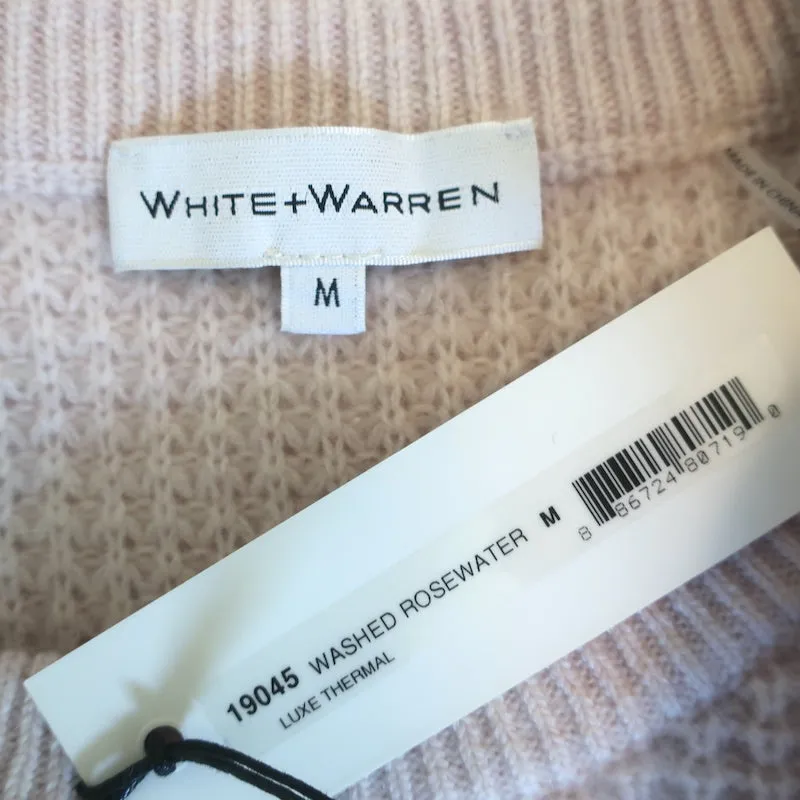 WHITE+WARREN
M
MADE IN CHINA
19045 WASHED ROSEWATER M
LUXE THERMAL
8 86724 80719 0